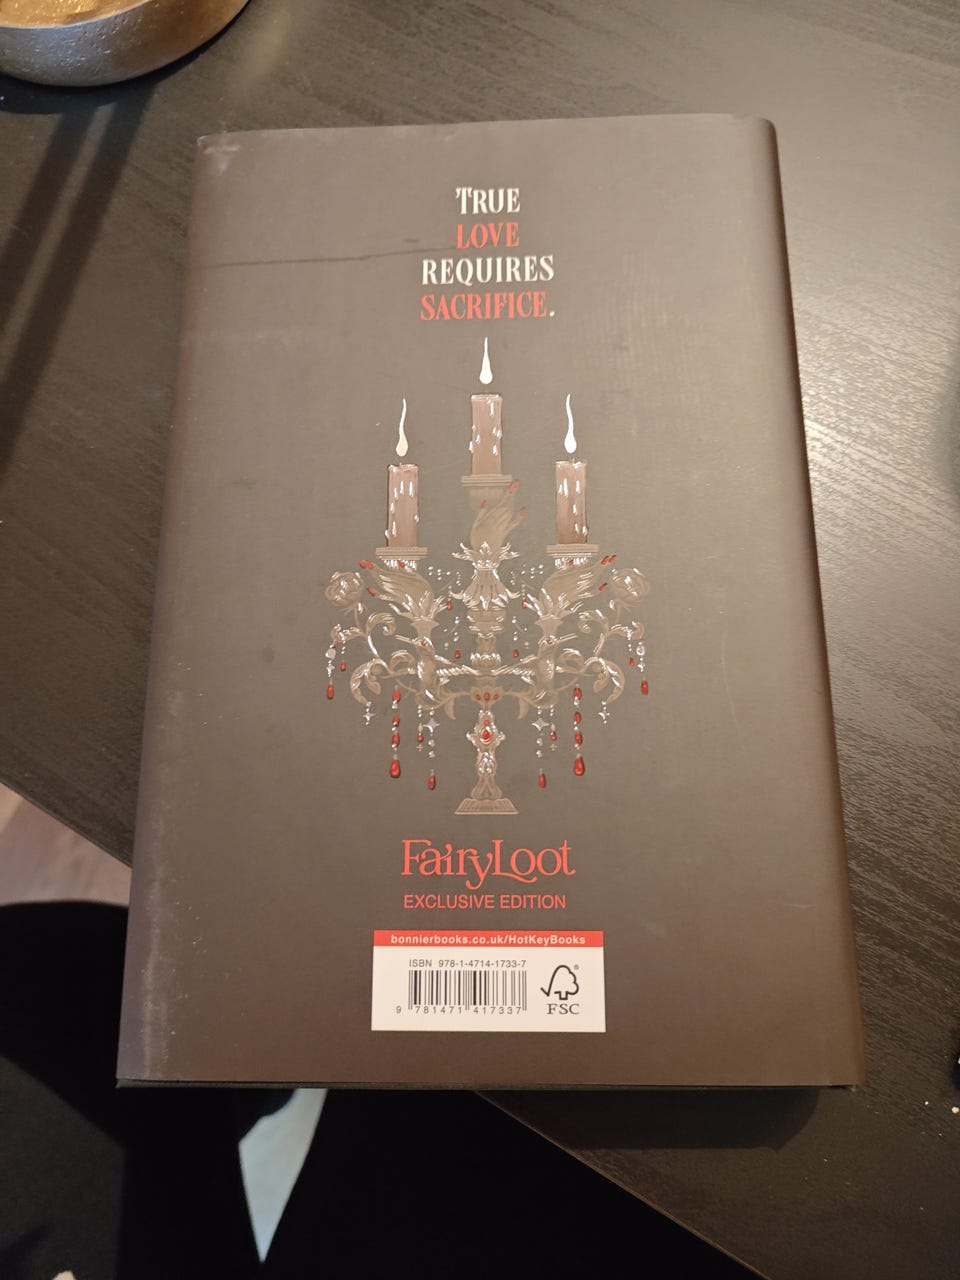 TRUE
LOVE
REQUIRES
SACRIFICE.
FairyLoot
EXCLUSIVE EDITION
bonnierbooks.co.uk/HotKeyBooks
ISBN 978-1-4714-1733-7
9 781471 417337
FSC